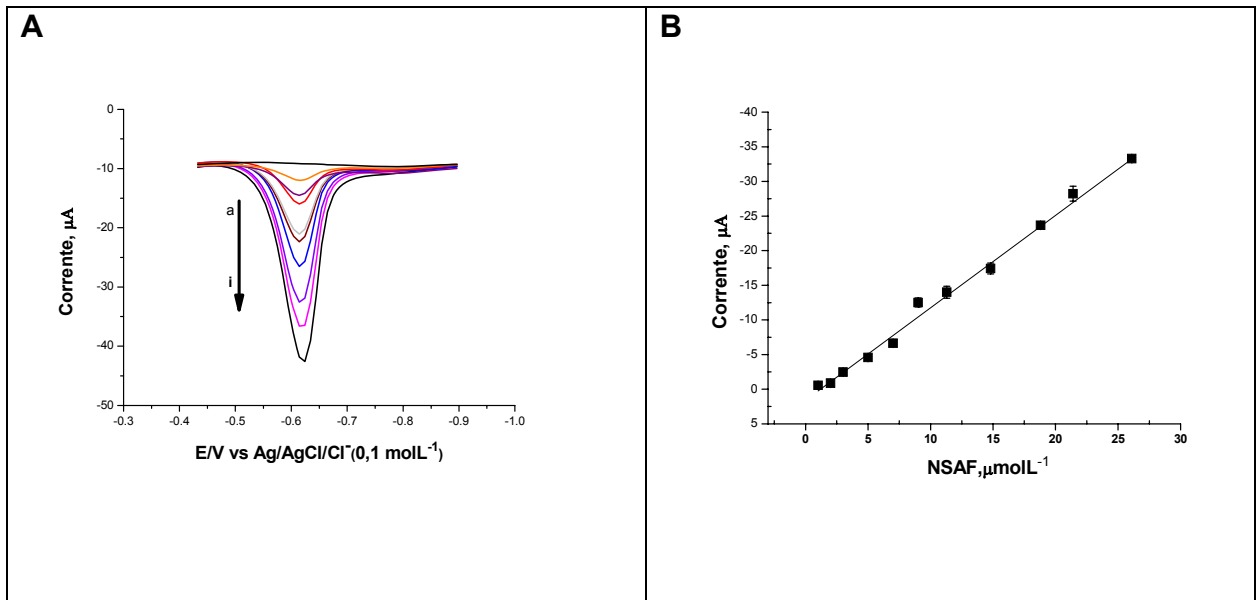 A
0
-10
-20
-30
-40
-50
-0.3 -0.4 -0.5 -0.6 -0.7 -0.8 -0.9 -1.0
Corrente, µA
a
i
E/V vs Ag/AgCl/Cl⁻(0,1 molL⁻¹)
B
-40
-35
-30
-25
-20
-15
-10
-5
0
5
0 5 10 15 20 25 30
Corrente, µA
NSAF,µmolL⁻¹